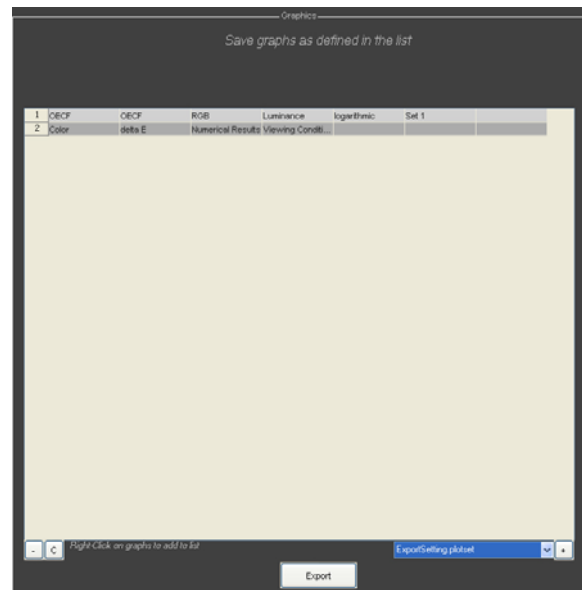 Graphics
Save graphs as defined in the list
1 OECF OECF RGB Luminance logarithmic Set 1
2 Color delta E Numerical Results Viewing Conditi...
- C Right-Click on graphs to add to list ExportSetting.plotset +
Export